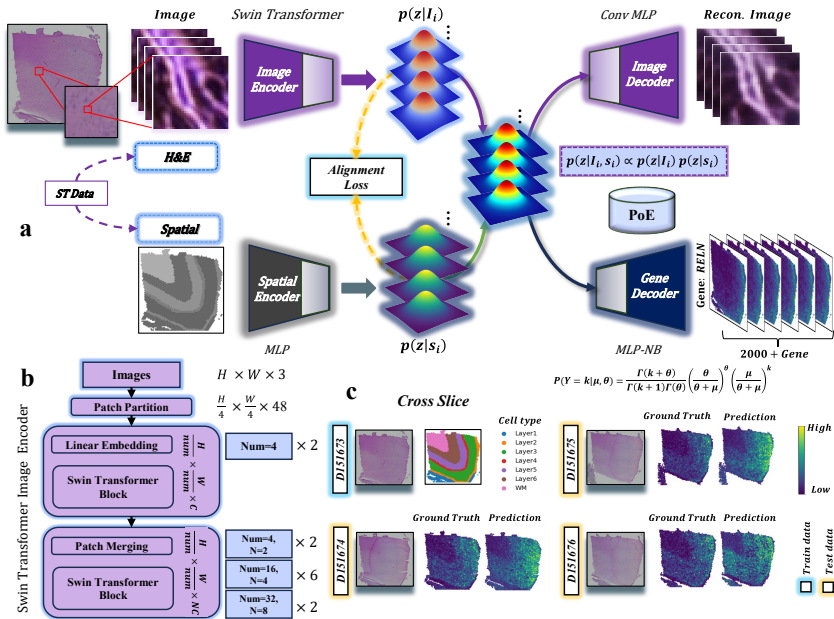 Image
Swin Transformer
p(z|I_i)
Conv MLP
Recon. Image
Image
Encoder
Image
Decoder
H&E
ST Data
Spatial
a
Alignment
Loss
p(z|I_i, s_i) ∝ p(z|I_i) p(z|s_i)
PoE
Spatial
Encoder
Gene
Decoder
Gene: RELN
MLP
p(z|s_i)
MLP-NB
2000 + Gene
P(Y = k|μ, θ) = Γ(k + θ) / Γ(k + 1)Γ(θ) (θ / θ + μ)^θ (μ / θ + μ)^k
b
Swin Transformer Image Encoder
Images
H × W × 3
Patch Partition
H/4 × W/4 × 48
Linear Embedding
Swin Transformer
Block
H/num × W/num × C
Num=4
× 2
Patch Merging
Swin Transformer
Block
H/num × W/num × NC
Num=4,
N=2
× 2
Num=16,
N=4
× 6
Num=32,
N=8
× 2
c
Cross Slice
D151673
Cell type
Layer1
Layer2
Layer3
Layer4
Layer5
Layer6
WM
D151675
Ground Truth
Prediction
High
Low
D151674
Ground Truth
Prediction
D151676
Ground Truth
Prediction
Train data
Test data